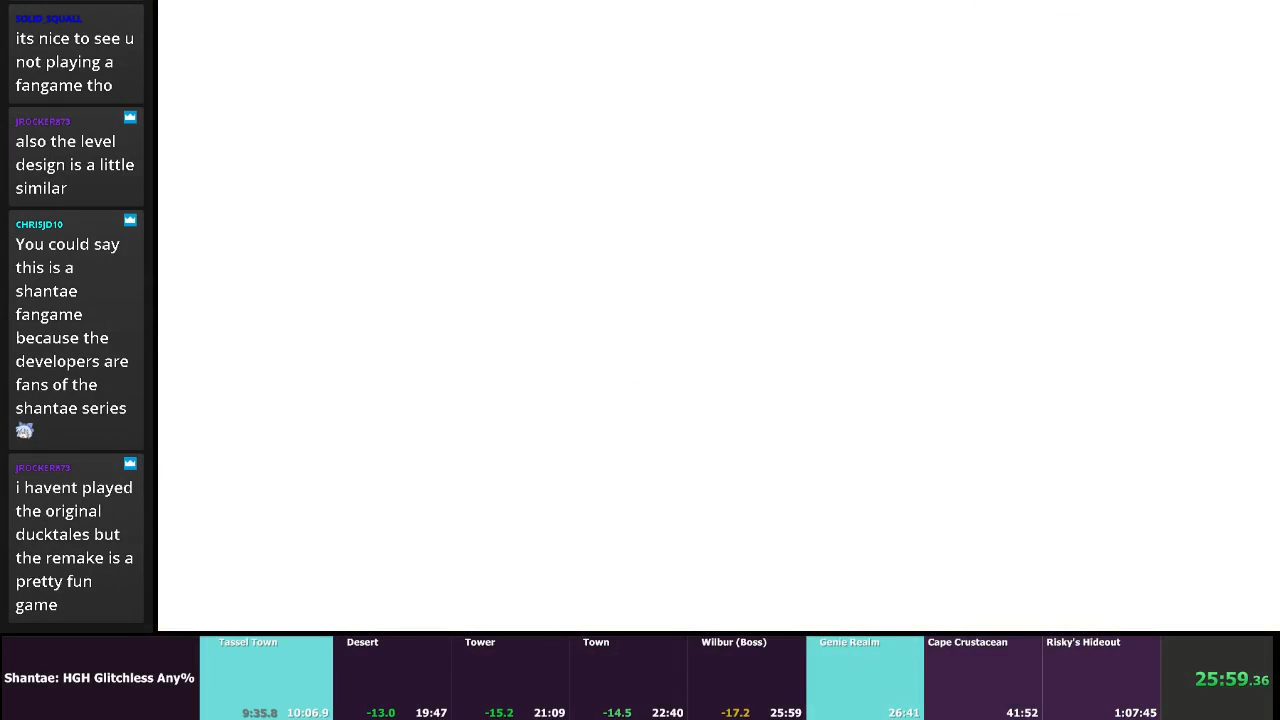 SOLID_SQUALL
its nice to see u
not playing a
fangame tho
JROCKER873
also the level
design is a little
similar
CHRISJD10
You could say
this is a
shantae
fangame
because the
developers are
fans of the
shantae series
JROCKER873
i havent played
the original
ducktales but
the remake is a
pretty fun
game
Shantae: HGH Glitchless Any%
Tassel Town
9:35.8 10:06.9
Desert
-13.0 19:47
Tower
-15.2 21:09
Town
-14.5 22:40
Wilbur (Boss)
-17.2 25:59
Genie Realm
26:41
Cape Crustacean
41:52
Risky's Hideout
1:07:45
25:59.36